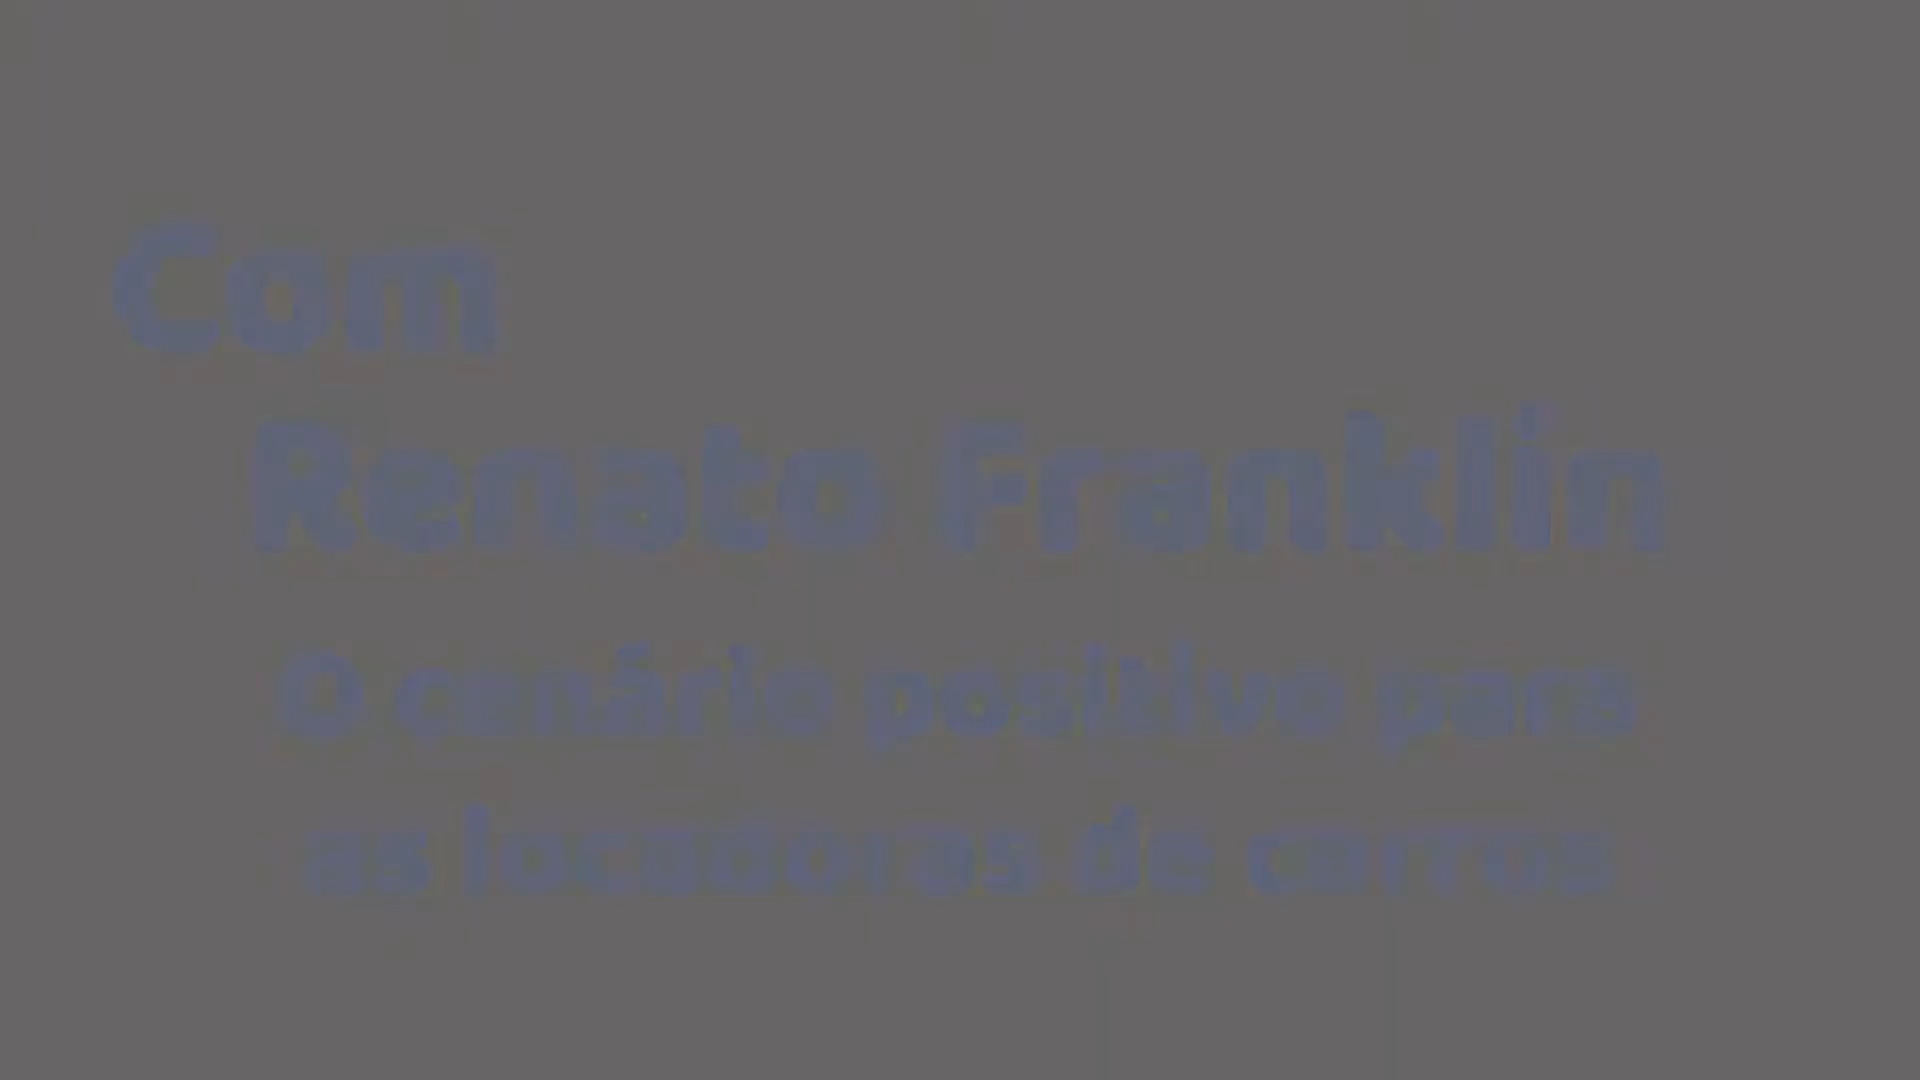 Com
Renato Franklin
O cenário positivo para
as locadoras de carros